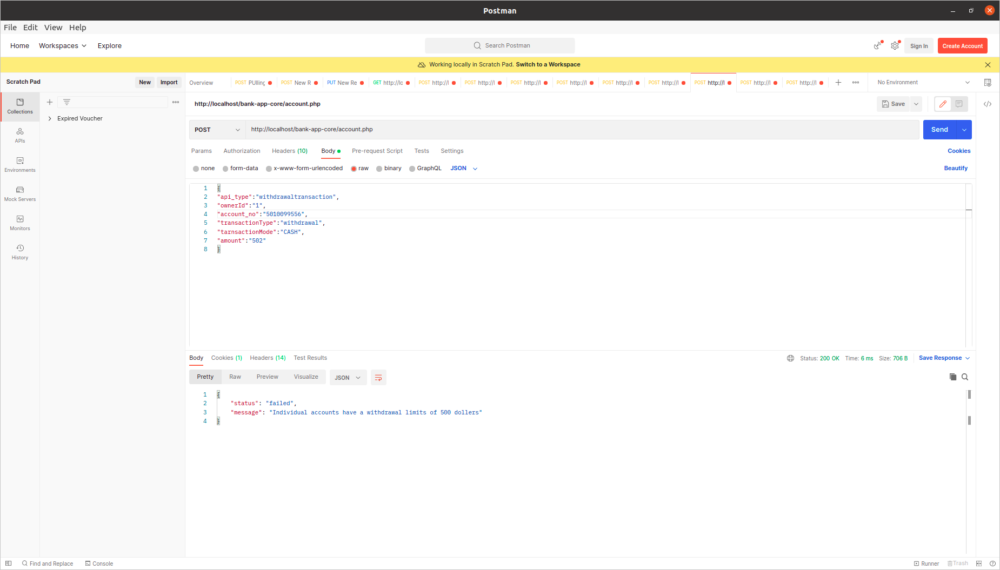 Postman
File Edit View Help
Home Workspaces Explore
Search Postman
Sign In
Create Account
Working locally in Scratch Pad. Switch to a Workspace
Scratch Pad
New
Import
Overview
POST PUlling
POST New R
PUT New Re
GET http://lo
POST http://l
POST http://l
POST http://l
POST http://l
POST http://l
POST http://l
POST http://l
POST http://l
POST http://l
No Environment
Collections
APIs
Environments
Mock Servers
Monitors
History
Expired Voucher
http://localhost/bank-app-core/account.php
Save
POST
http://localhost/bank-app-core/account.php
Send
Params Authorization Headers (10) Body Pre-request Script Tests Settings
Cookies
none form-data x-www-form-urlencoded raw binary GraphQL JSON
Beautify
1 {
2 "api_type":"withdrawaltransaction",
3 "ownerId":"1",
4 "account_no":"5010099556",
5 "transactionType":"withdrawal",
6 "tarnsactionMode":"CASH",
7 "amount":"502"
8 }
Body Cookies (1) Headers (14) Test Results
Status: 200 OK Time: 6 ms Size: 706 B
Save Response
Pretty Raw Preview Visualize JSON
1 {
2 "status": "failed",
3 "message": "Individual accounts have a withdrawal limits of 500 dollers"
4 }
Find and Replace
Console
Runner
Trash